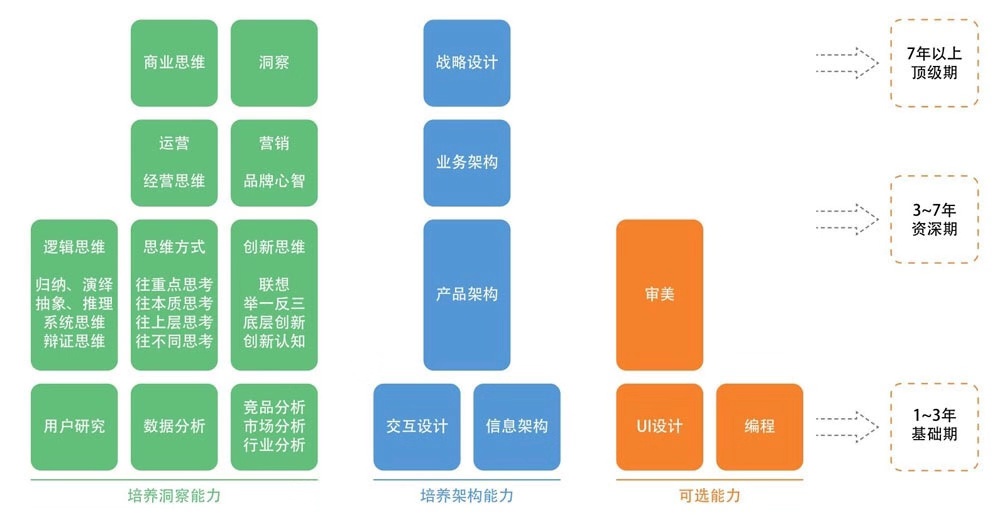 商业思维
洞察
战略设计
7年以上
顶级期
运营
经营思维
营销
品牌心智
业务架构
3~7年
资深期
逻辑思维
归纳、演绎
抽象、推理
系统思维
辩证思维
思维方式
往重点思考
往本质思考
往上层思考
往不同思考
创新思维
联想
举一反三
底层创新
创新认知
产品架构
审美
用户研究
数据分析
竞品分析
市场分析
行业分析
交互设计
信息架构
UI设计
编程
1~3年
基础期
培养洞察能力
培养架构能力
可选能力